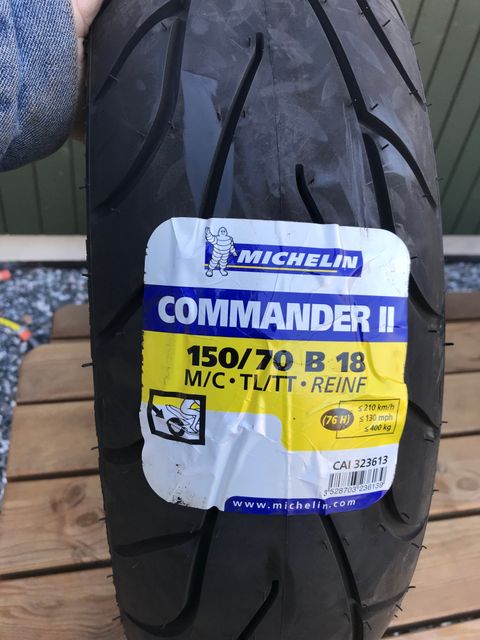 MICHELIN
COMMANDER II
150/70 B 18
M/C • TL/TT • REINF
(76 H)
≤ 210 km/h
≤ 130 mph
≤ 400 kg
CAI 323613
3528703236139
www.michelin.com